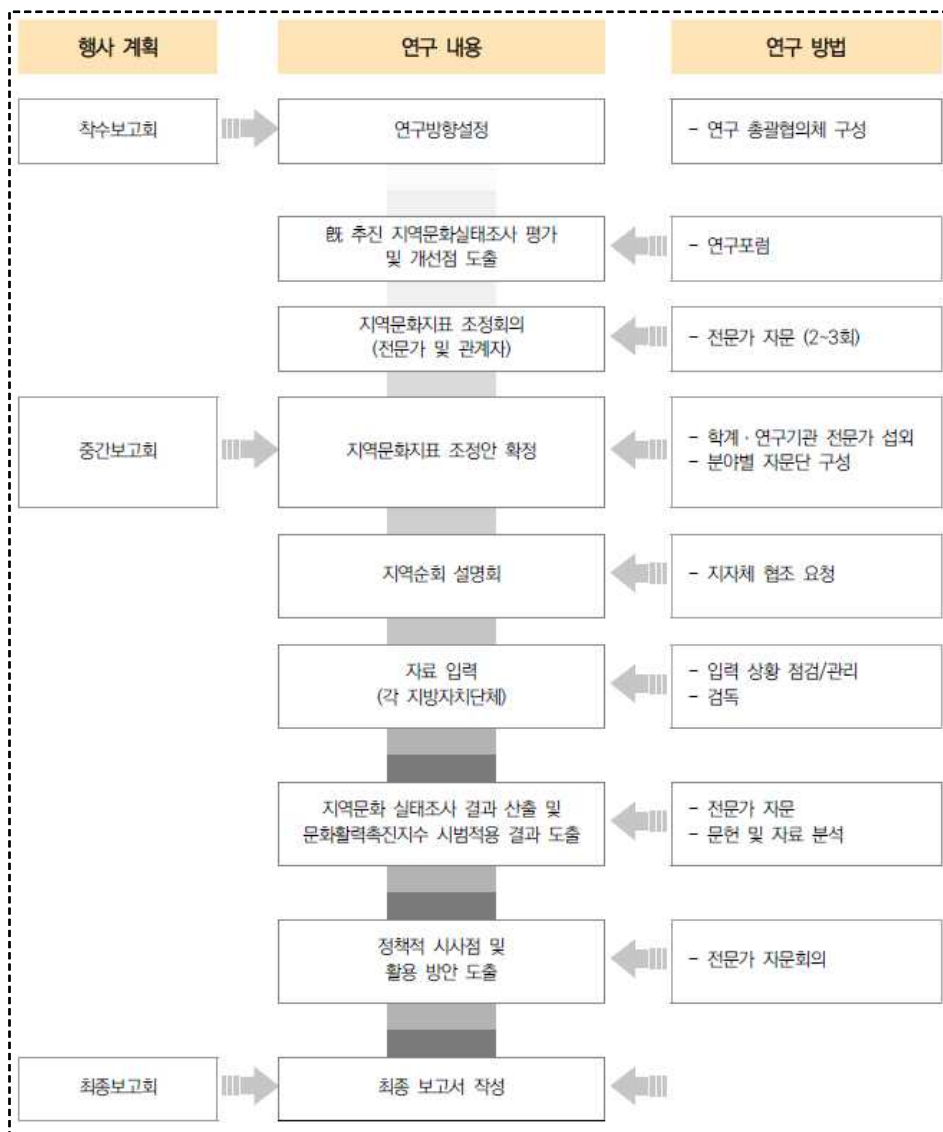 행사 계획
연구 내용
연구 방법
착수보고회
연구방향설정
- 연구 총괄협의체 구성
旣 추진 지역문화실태조사 평가
및 개선점 도출
- 연구포럼
지역문화지표 조정회의
(전문가 및 관계자)
- 전문가 자문 (2~3회)
중간보고회
지역문화지표 조정안 확정
- 학계·연구기관 전문가 섭외
- 분야별 자문단 구성
지역순회 설명회
- 지자체 협조 요청
자료 입력
(각 지방자치단체)
- 입력 상황 점검/관리
- 검독
지역문화 실태조사 결과 산출 및
문화활력촉진지수 시범적용 결과 도출
- 전문가 자문
- 문헌 및 자료 분석
정책적 시사점 및
활용 방안 도출
- 전문가 자문회의
최종보고회
최종 보고서 작성